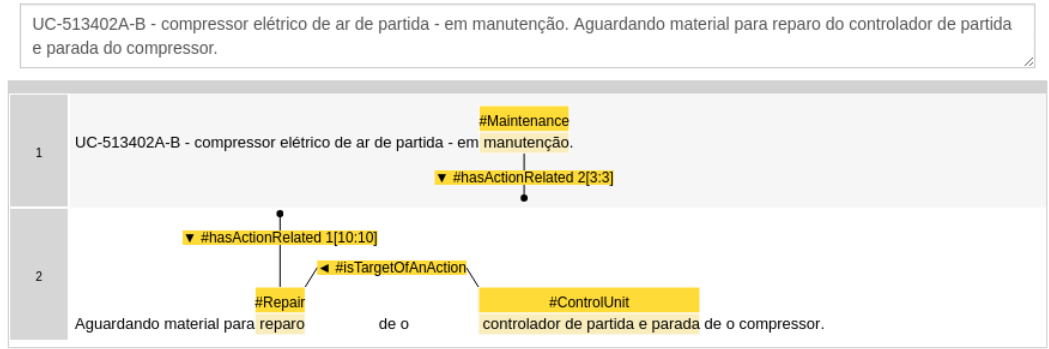 UC-513402A-B - compressor elétrico de ar de partida - em manutenção. Aguardando material para reparo do controlador de partida
e parada do compressor.
#Maintenance
1 UC-513402A-B - compressor elétrico de ar de partida - em manutenção.
▼ #hasActionRelated 2[3:3]
▼ #hasActionRelated 1[10:10]
◄ #isTargetOfAnAction
2
#Repair #ControlUnit
Aguardando material para reparo de o controlador de partida e parada de o compressor.